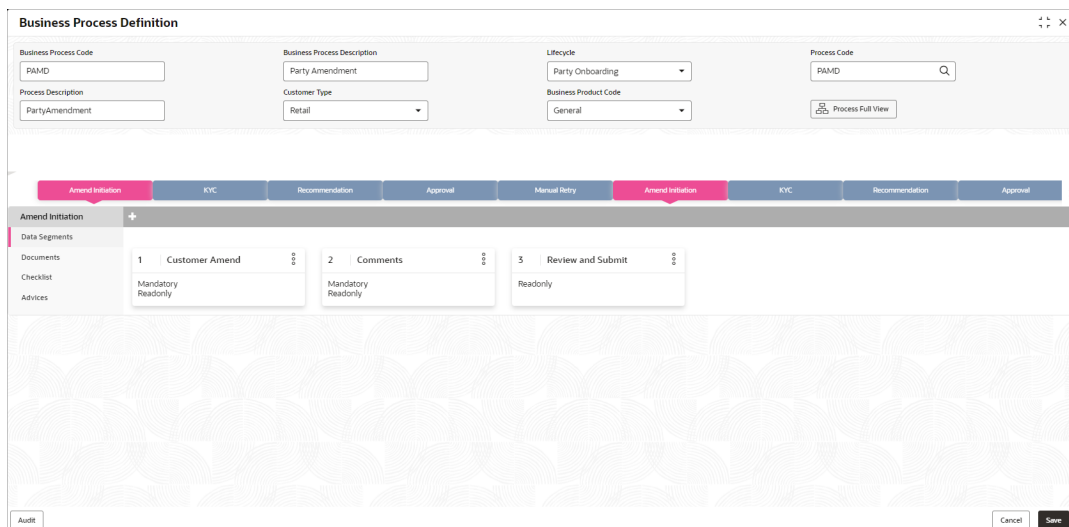 Business Process Definition
Business Process Code
Business Process Description
Lifecycle
Process Code
PAMD
Party Amendment
Party Onboarding
PAMD
Process Description
Customer Type
Business Product Code
PartyAmendment
Retail
General
Process Full View
Amend Initiation
KYC
Recommendation
Approval
Manual Retry
Amend Initiation
KYC
Recommendation
Approval
Amend Initiation
Data Segments
Documents
Checklist
Advices
1 Customer Amend
Mandatory
Readonly
2 Comments
Mandatory
Readonly
3 Review and Submit
Readonly
Audit
Cancel
Save